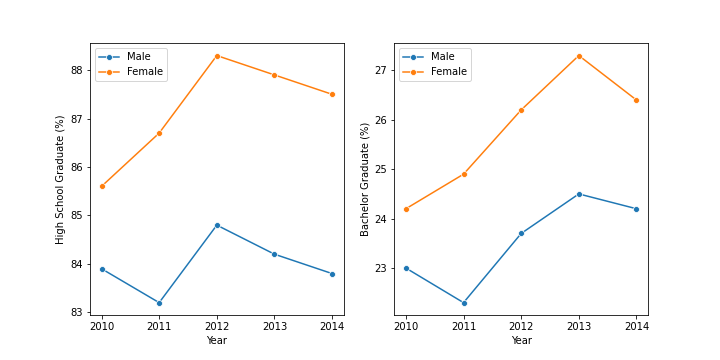 Male
Female
High School Graduate (%)
88
87
86
85
84
83
2010 2011 2012 2013 2014
Year
Male
Female
Bachelor Graduate (%)
27
26
25
24
23
2010 2011 2012 2013 2014
Year